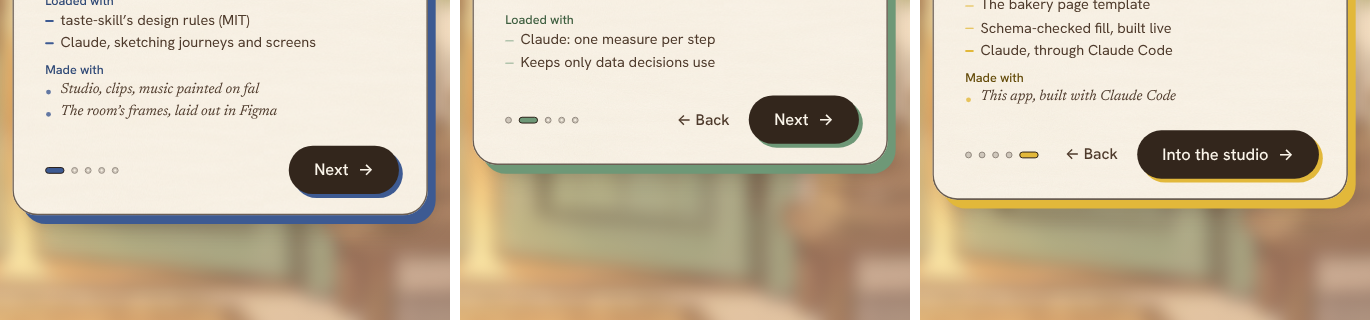 Loaded with
– taste-skill’s design rules (MIT)
– Claude, sketching journeys and screens
Made with
• Studio, clips, music painted on fal
• The room’s frames, laid out in Figma
Next →
Loaded with
– Claude: one measure per step
– Keeps only data decisions use
← Back
Next →
– The bakery page template
– Schema-checked fill, built live
– Claude, through Claude Code
Made with
• This app, built with Claude Code
← Back
Into the studio →